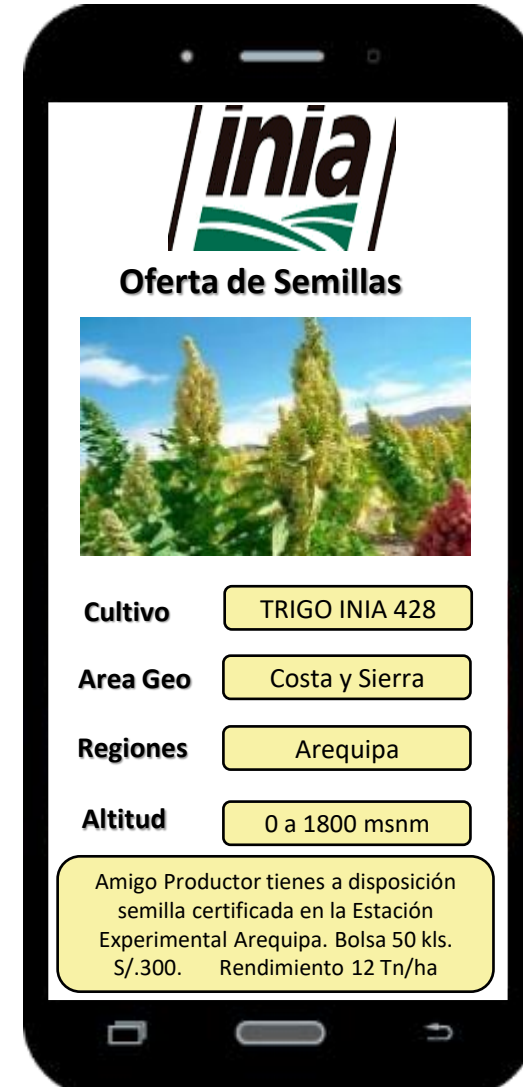 inia
Oferta de Semillas
Cultivo TRIGO INIA 428
Area Geo Costa y Sierra
Regiones Arequipa
Altitud 0 a 1800 msnm
Amigo Productor tienes a disposición
semilla certificada en la Estación
Experimental Arequipa. Bolsa 50 kls.
S/.300. Rendimiento 12 Tn/ha